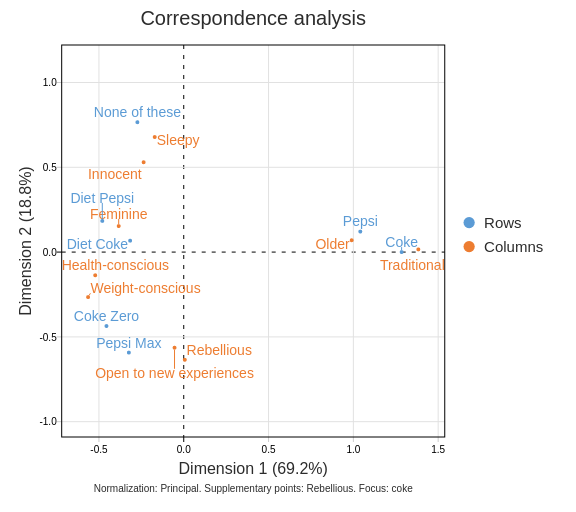 Correspondence analysis
Dimension 2 (18.8%)
1.0
0.5
0.0
-0.5
-1.0
None of these
Sleepy
Innocent
Diet Pepsi
Feminine
Diet Coke
Pepsi
Older
Coke
Traditional
Health-conscious
Weight-conscious
Coke Zero
Pepsi Max
Rebellious
Open to new experiences
Rows
Columns
-0.5
0.0
0.5
1.0
1.5
Dimension 1 (69.2%)
Normalization: Principal. Supplementary points: Rebellious. Focus: coke